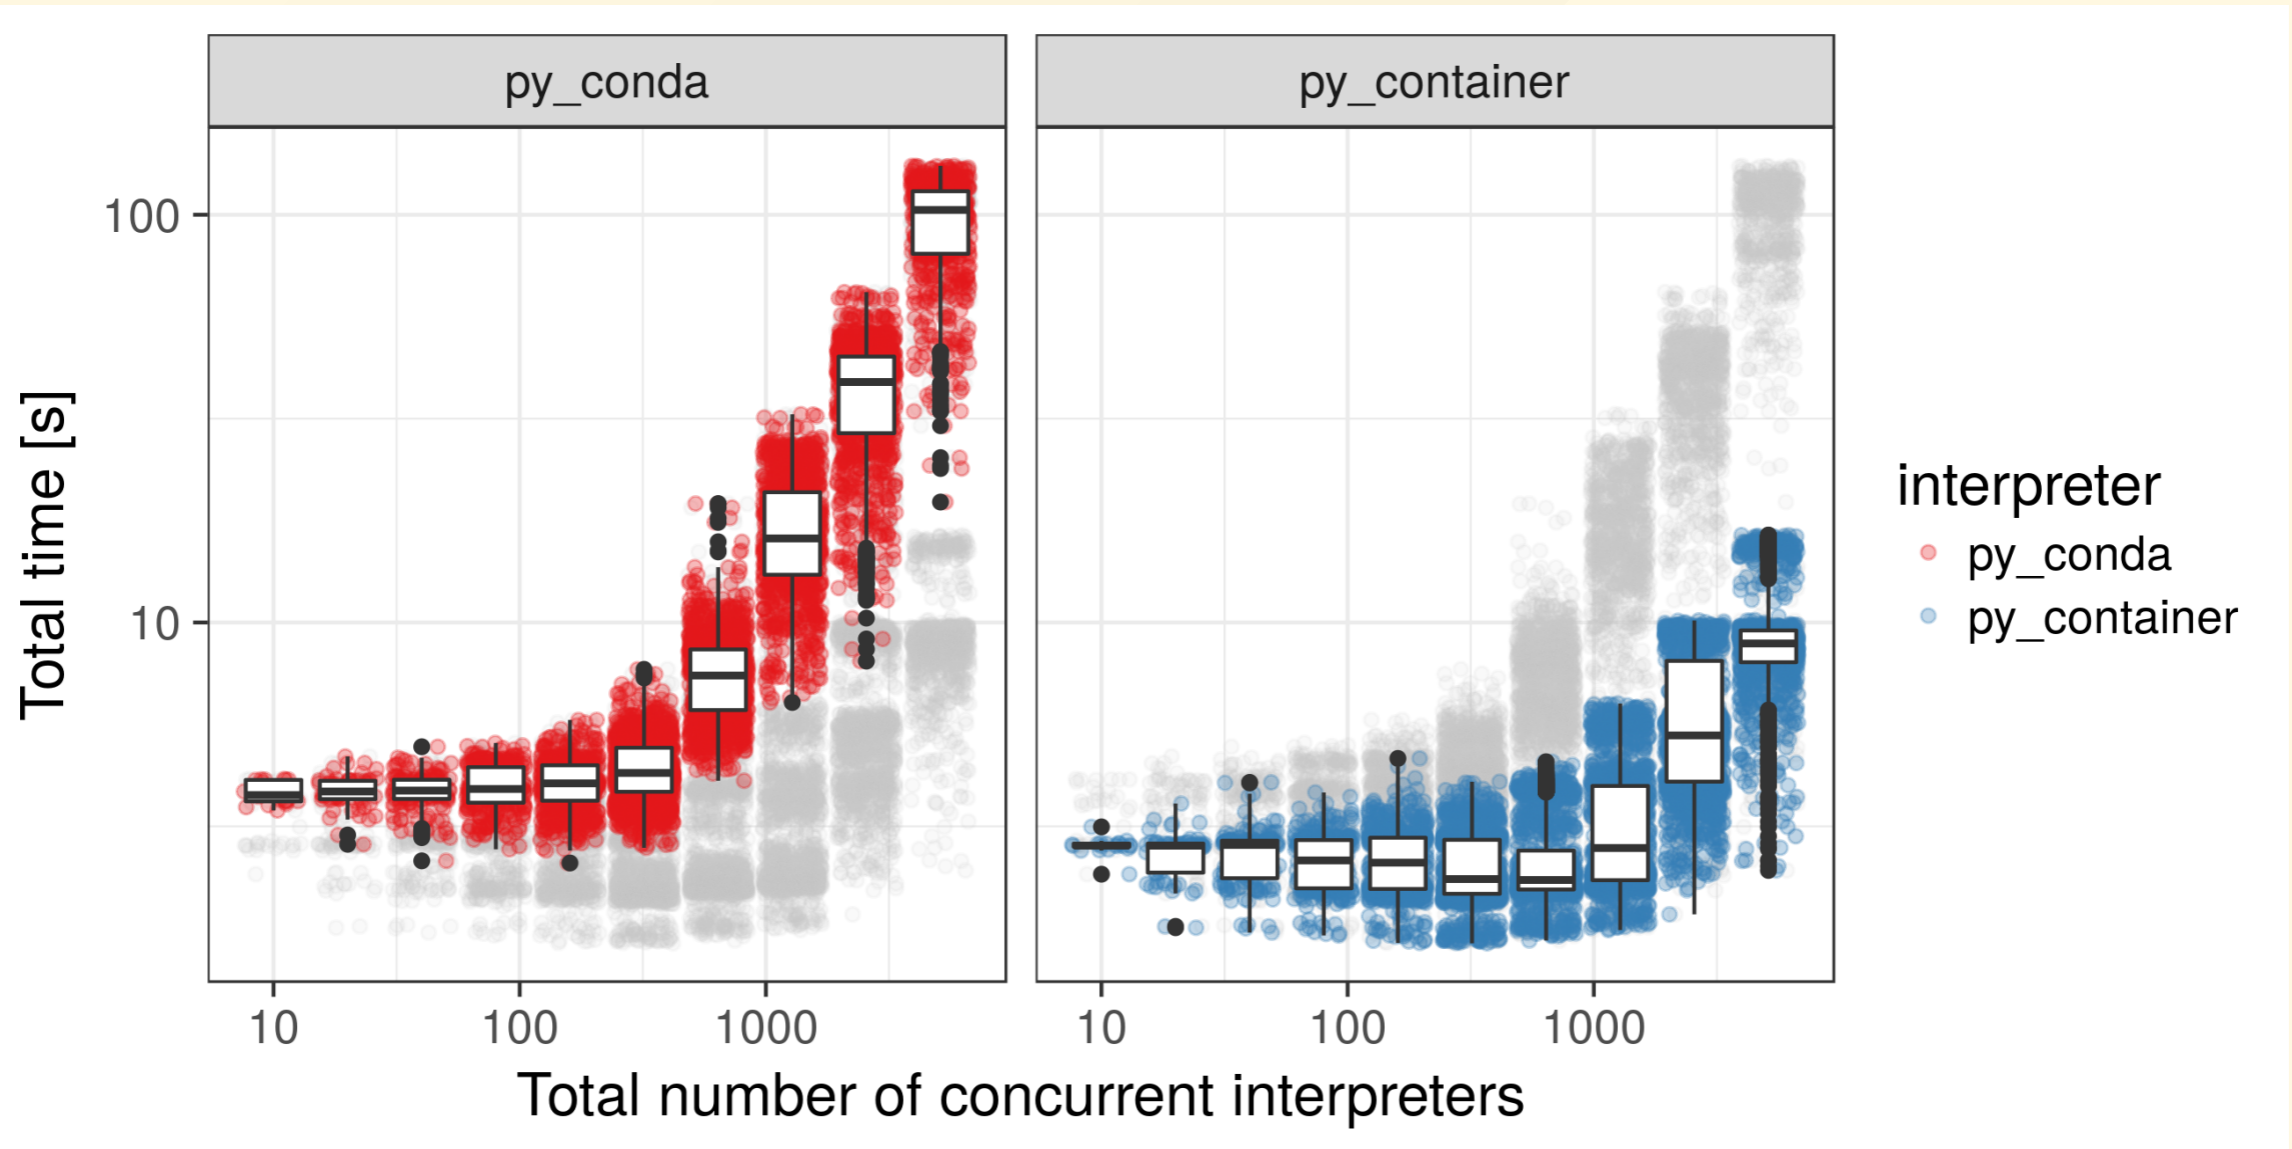 py_conda
py_container
100
10
Total time [s]
10
100
1000
10
100
1000
Total number of concurrent interpreters
interpreter
py_conda
py_container